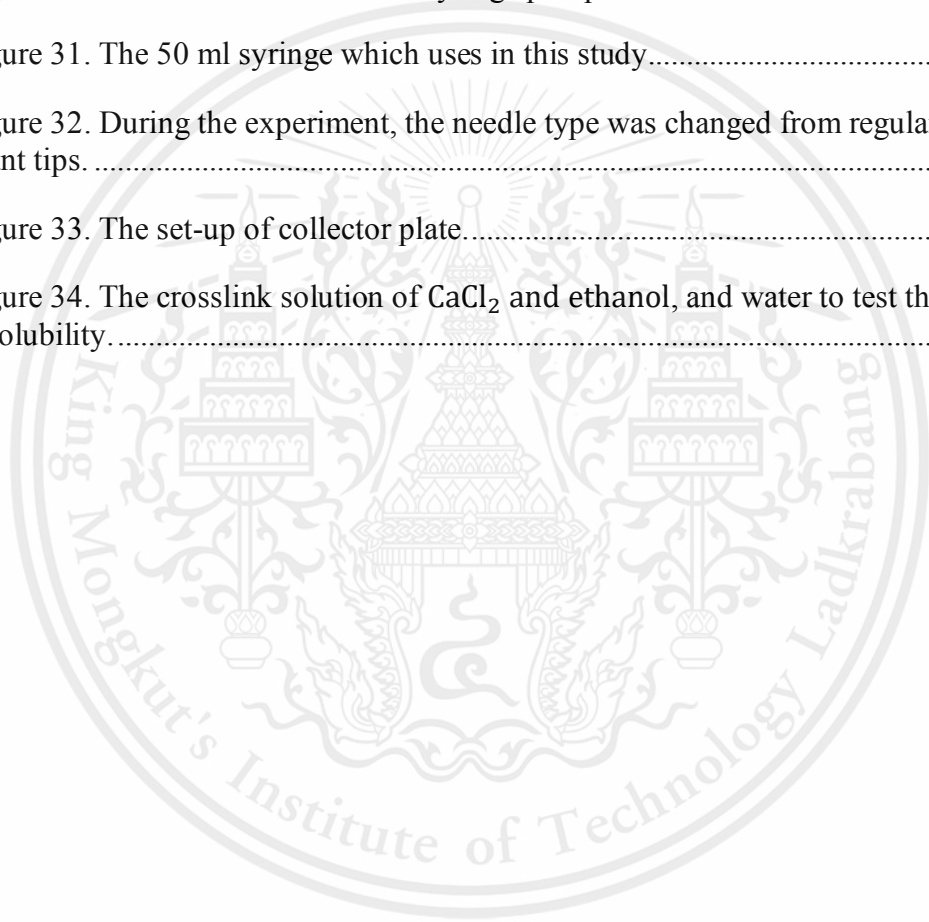 gure 31. The 50 ml syringe which uses in this study
gure 32. During the experiment, the needle type was changed from regula
nt tips.
gure 33. The set-up of collector plate.
gure 34. The crosslink solution of CaCl₂ and ethanol, and water to test th
olubility.
King Mongkut's Institute of Technology Ladkrabang